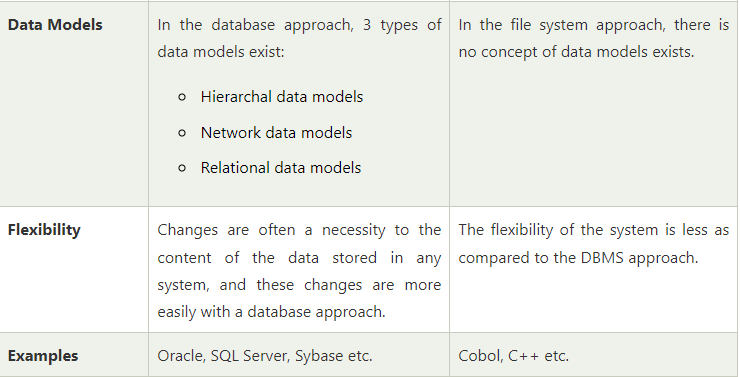 Data Models
In the database approach, 3 types of
data models exist:
Hierarchal data models
Network data models
Relational data models
In the file system approach, there is
no concept of data models exists.
Flexibility
Changes are often a necessity to the
content of the data stored in any
system, and these changes are more
easily with a database approach.
The flexibility of the system is less as
compared to the DBMS approach.
Examples
Oracle, SQL Server, Sybase etc.
Cobol, C++ etc.